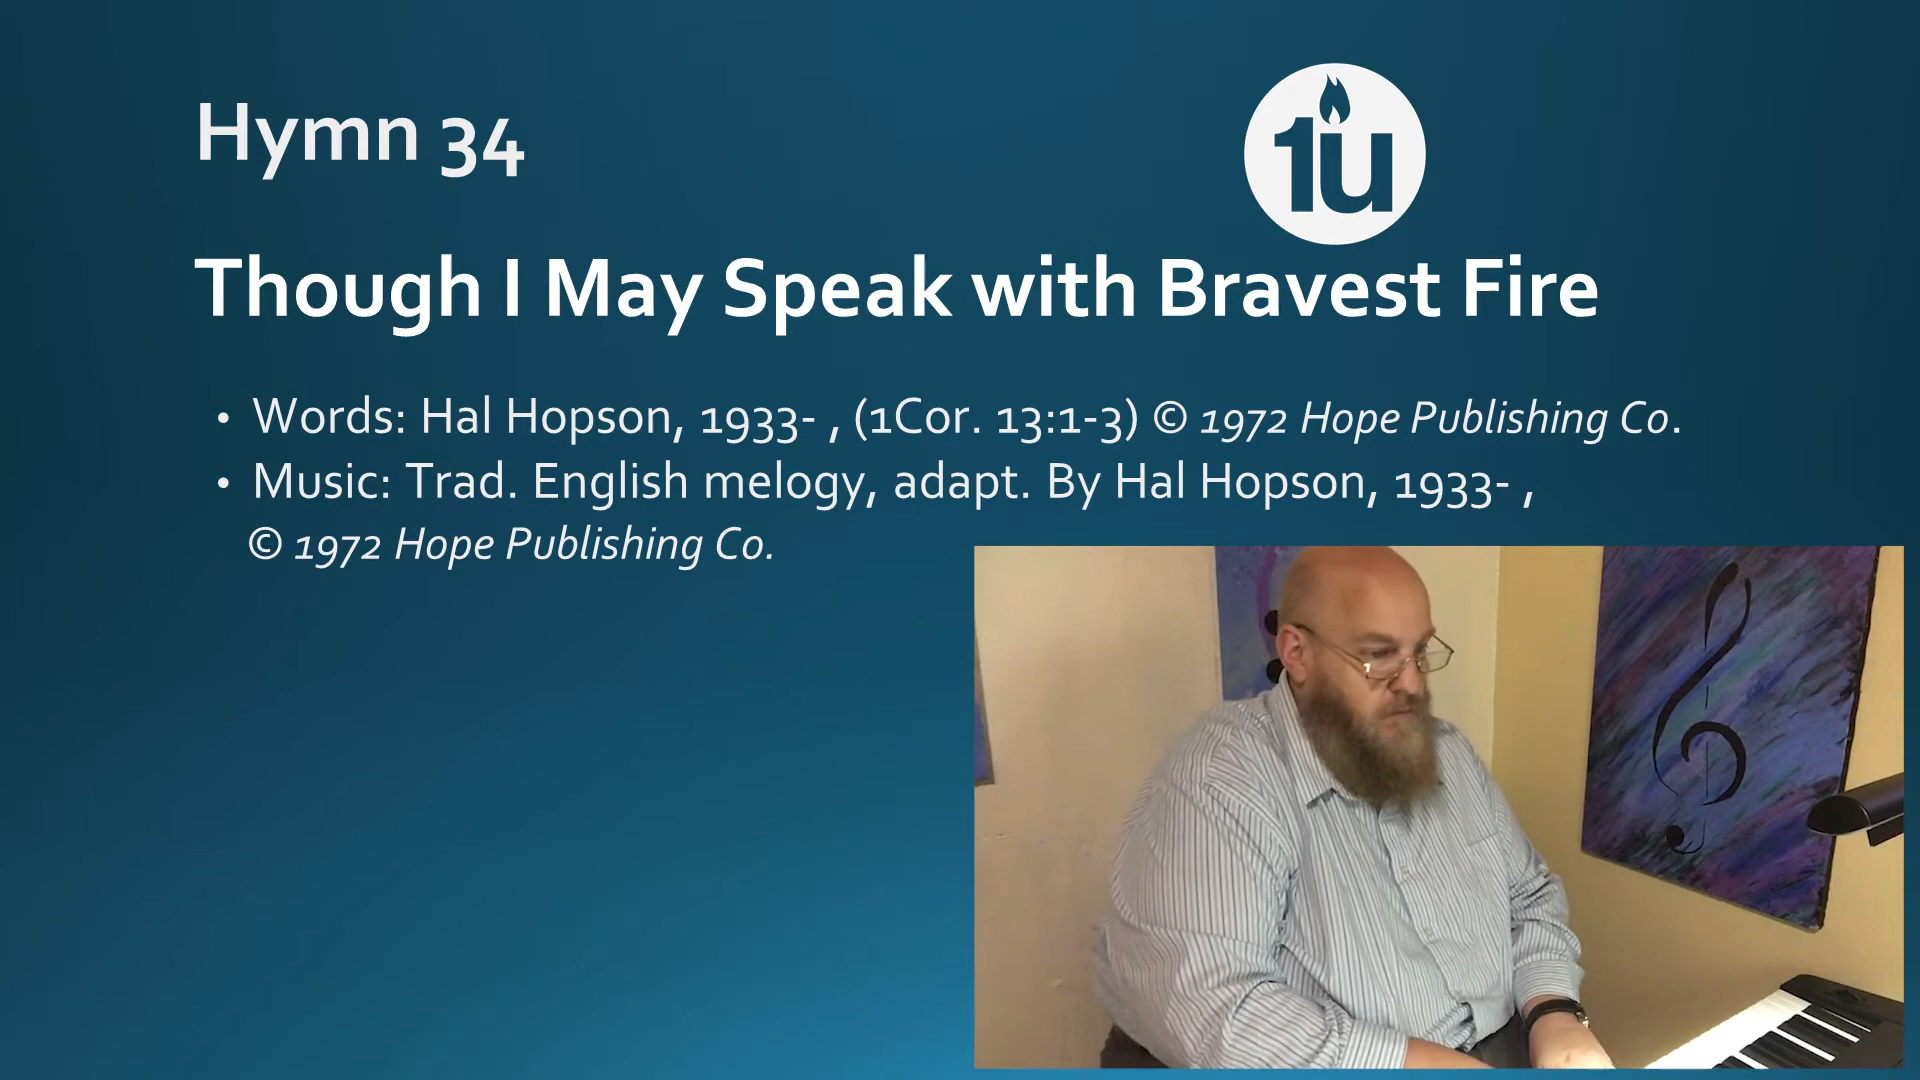 Hymn 34
1u
Though I May Speak with Bravest Fire
• Words: Hal Hopson, 1933- , (1Cor. 13:1-3) © 1972 Hope Publishing Co.
• Music: Trad. English melogy, adapt. By Hal Hopson, 1933- ,
© 1972 Hope Publishing Co.